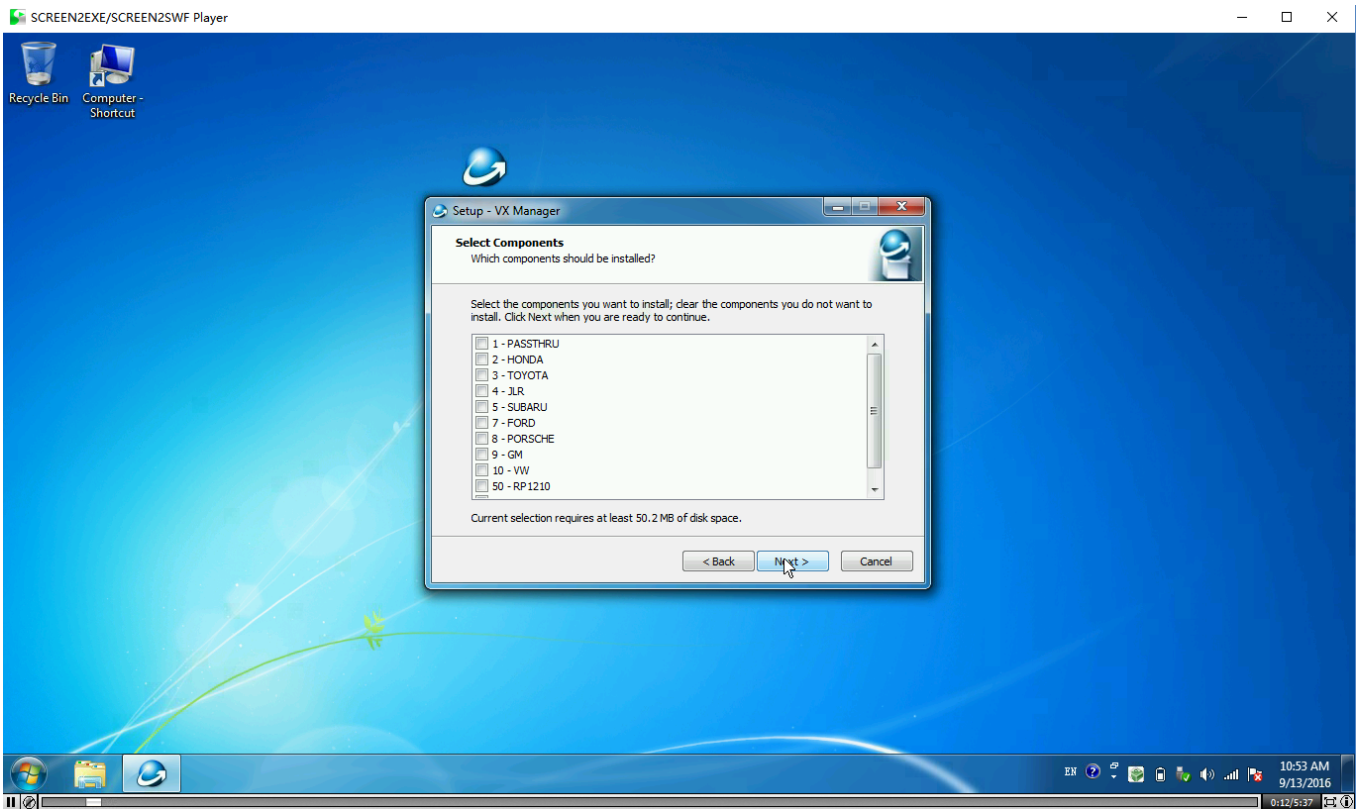 SCREEN2EXE/SCREEN2SWF Player
Recycle Bin
Computer -
Shortcut
Setup - VX Manager
Select Components
Which components should be installed?
Select the components you want to install; clear the components you do not want to
install. Click Next when you are ready to continue.
1 - PASSTHRU
2 - HONDA
3 - TOYOTA
4 - JLR
5 - SUBARU
7 - FORD
8 - PORSCHE
9 - GM
10 - VW
50 - RP1210
Current selection requires at least 50.2 MB of disk space.
< Back
Next >
Cancel
EN
10:53 AM
9/13/2016
0:12/5:37